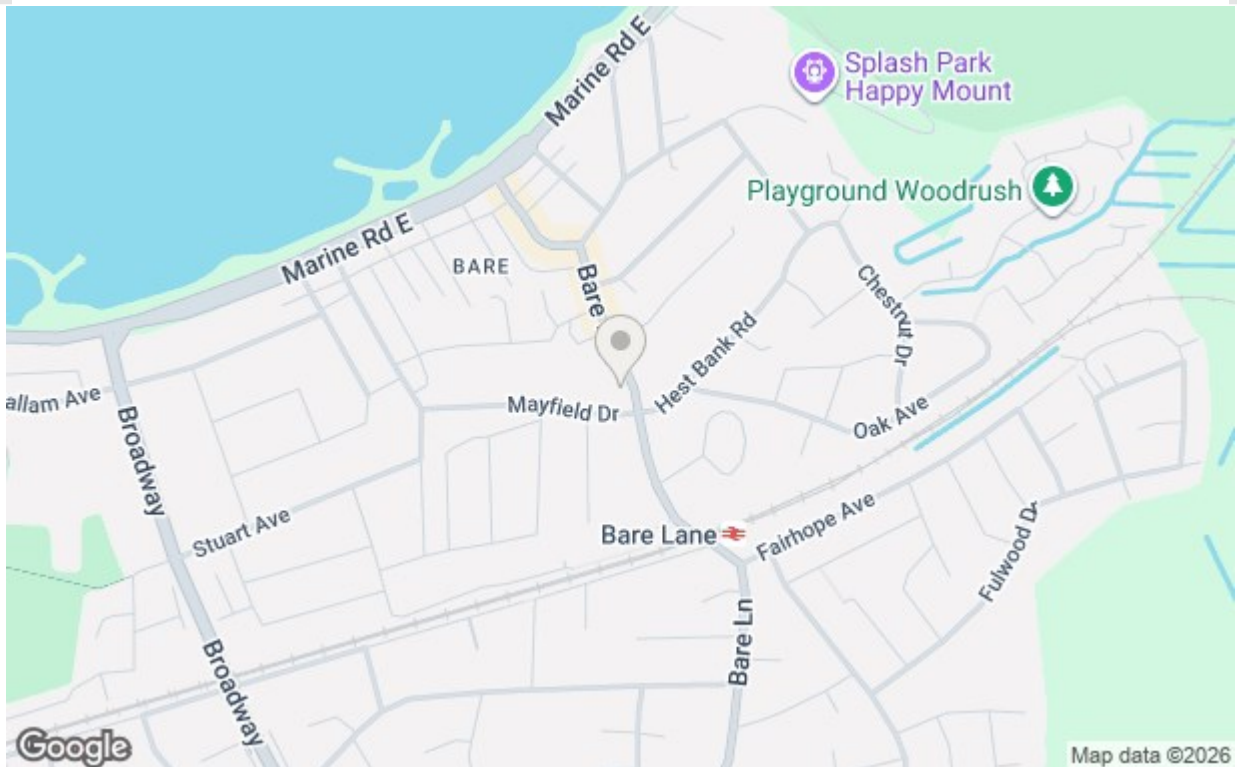 Marine Rd E
Splash Park
Happy Mount
Playground Woodrush
Marine Rd E
BARE
Bare
Chestnut Dr
Hest Bank Rd
allam Ave
Mayfield Dr
Oak Ave
Broadway
Stuart Ave
Bare Lane
Fairhope Ave
Fulwood Dr
Bare Ln
Broadway
Google
Map data ©2026